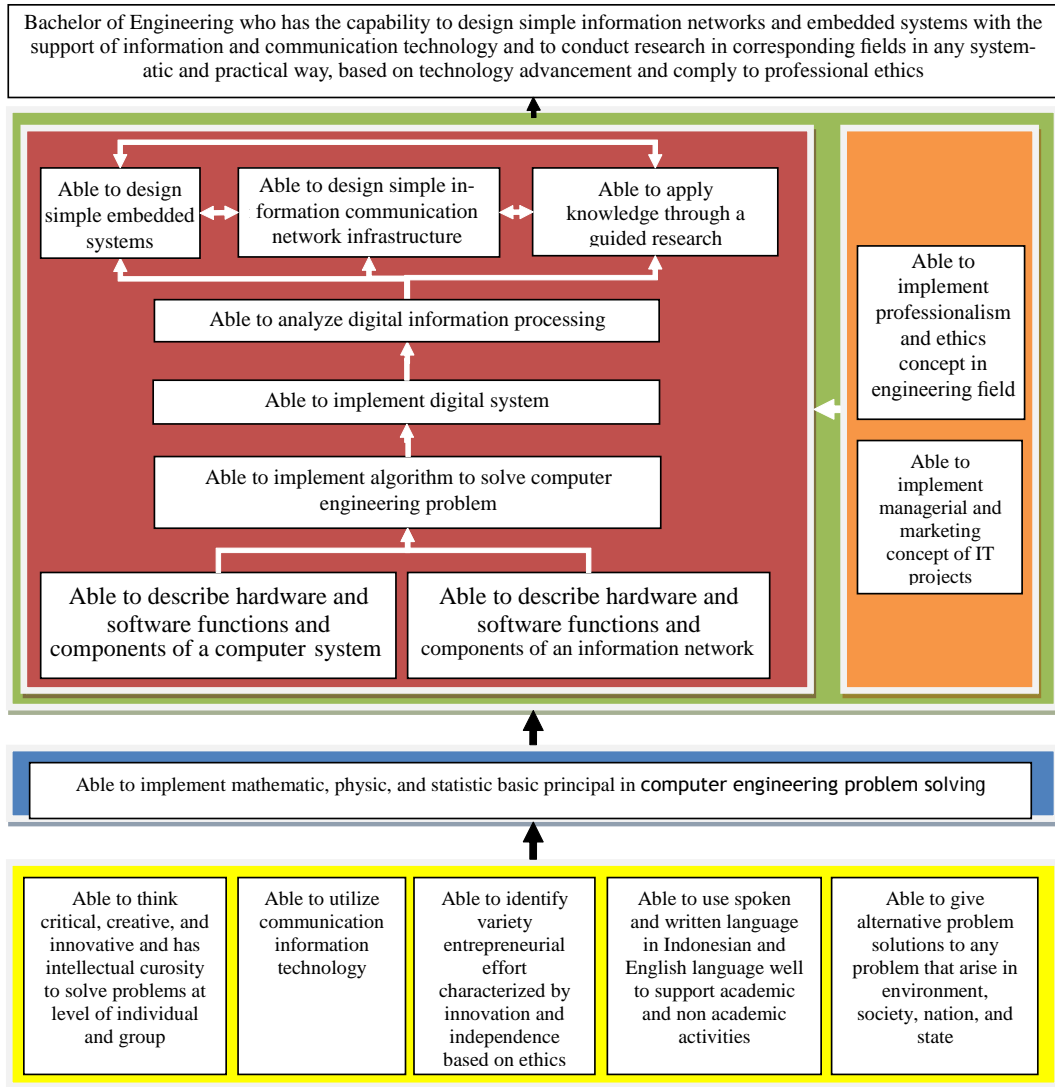 Bachelor of Engineering who has the capability to design simple information networks and embedded systems with the
support of information and communication technology and to conduct research in corresponding fields in any system-
atic and practical way, based on technology advancement and comply to professional ethics
Able to design
simple embedded
systems
Able to design simple in-
formation communication
network infrastructure
Able to apply
knowledge through a
guided research
Able to analyze digital information processing
Able to implement digital system
Able to implement algorithm to solve computer
engineering problem
Able to describe hardware and
software functions and
components of a computer system
Able to describe hardware and
software functions and
components of an information network
Able to
implement
professionalism
and ethics
concept in
engineering field
Able to
implement
managerial and
marketing
concept of IT
projects
Able to implement mathematic, physic, and statistic basic principal in computer engineering problem solving
Able to think
critical, creative, and
innovative and has
intellectual curosity
to solve problems at
level of individual
and group
Able to utilize
communication
information
technology
Able to identify
variety
entrepreneurial
effort
characterized by
innovation and
independence
based on ethics
Able to use spoken
and written language
in Indonesian and
English language well
to support academic
and non academic
activities
Able to give
alternative problem
solutions to any
problem that arise in
environment,
society, nation, and
state